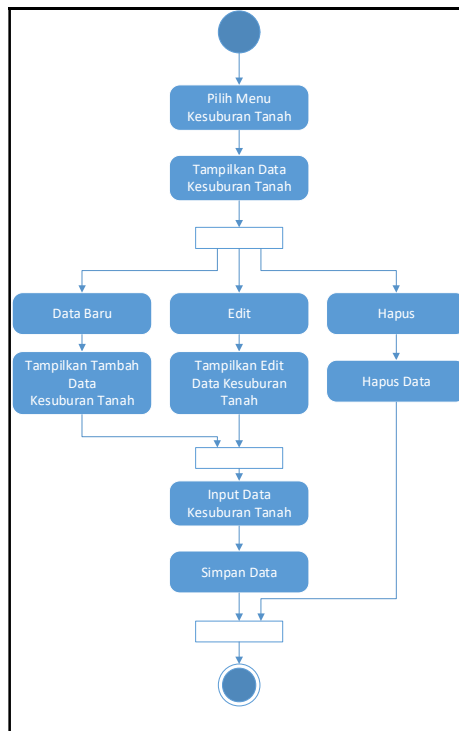 Pilih Menu
Kesuburan Tanah
Tampilkan Data
Kesuburan Tanah
Data Baru
Edit
Hapus
Tampilkan Tambah
Data
Kesuburan Tanah
Tampilkan Edit
Data Kesuburan
Tanah
Hapus Data
Input Data
Kesuburan Tanah
Simpan Data